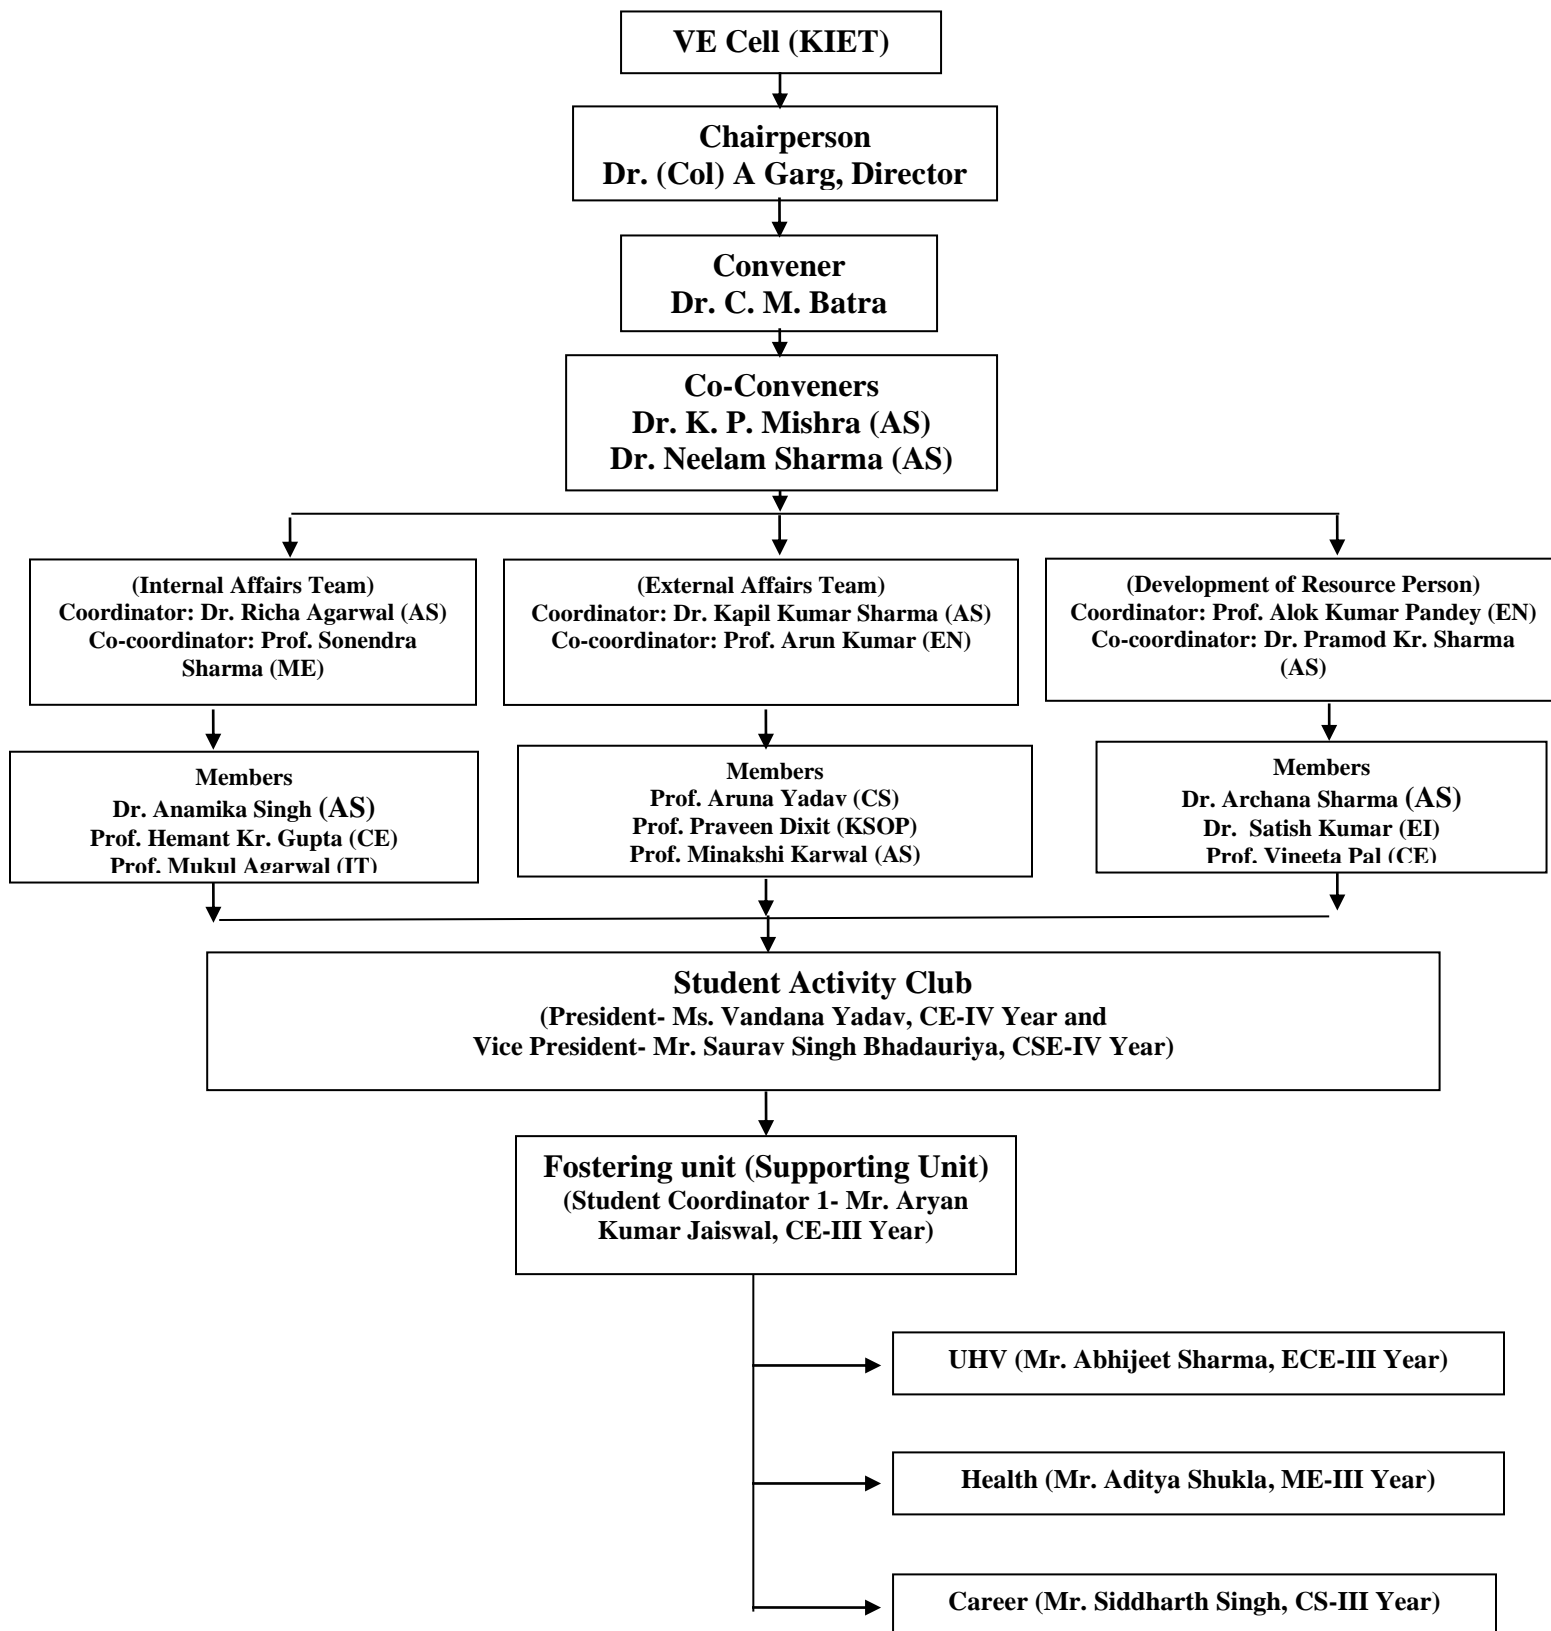 VE Cell (KIET)
Chairperson
Dr. (Col) A Garg, Director
Convener
Dr. C. M. Batra
Co-Conveners
Dr. K. P. Mishra (AS)
Dr. Neelam Sharma (AS)
(Internal Affairs Team)
Coordinator: Dr. Richa Agarwal (AS)
Co-coordinator: Prof. Sonendra
Sharma (ME)
(External Affairs Team)
Coordinator: Dr. Kapil Kumar Sharma (AS)
Co-coordinator: Prof. Arun Kumar (EN)
(Development of Resource Person)
Coordinator: Prof. Alok Kumar Pandey (EN)
Co-coordinator: Dr. Pramod Kr. Sharma
(AS)
Members
Dr. Anamika Singh (AS)
Prof. Hemant Kr. Gupta (CE)
Prof. Mukul Agarwal (IT)
Members
Prof. Aruna Yadav (CS)
Prof. Praveen Dixit (KSOP)
Prof. Minakshi Karwal (AS)
Members
Dr. Archana Sharma (AS)
Dr. Satish Kumar (EI)
Prof. Vineeta Pal (CE)
Student Activity Club
(President- Ms. Vandana Yadav, CE-IV Year and
Vice President- Mr. Saurav Singh Bhadauriya, CSE-IV Year)
Fostering unit (Supporting Unit)
(Student Coordinator 1- Mr. Aryan
Kumar Jaiswal, CE-III Year)
UHV (Mr. Abhijeet Sharma, ECE-III Year)
Health (Mr. Aditya Shukla, ME-III Year)
Career (Mr. Siddharth Singh, CS-III Year)